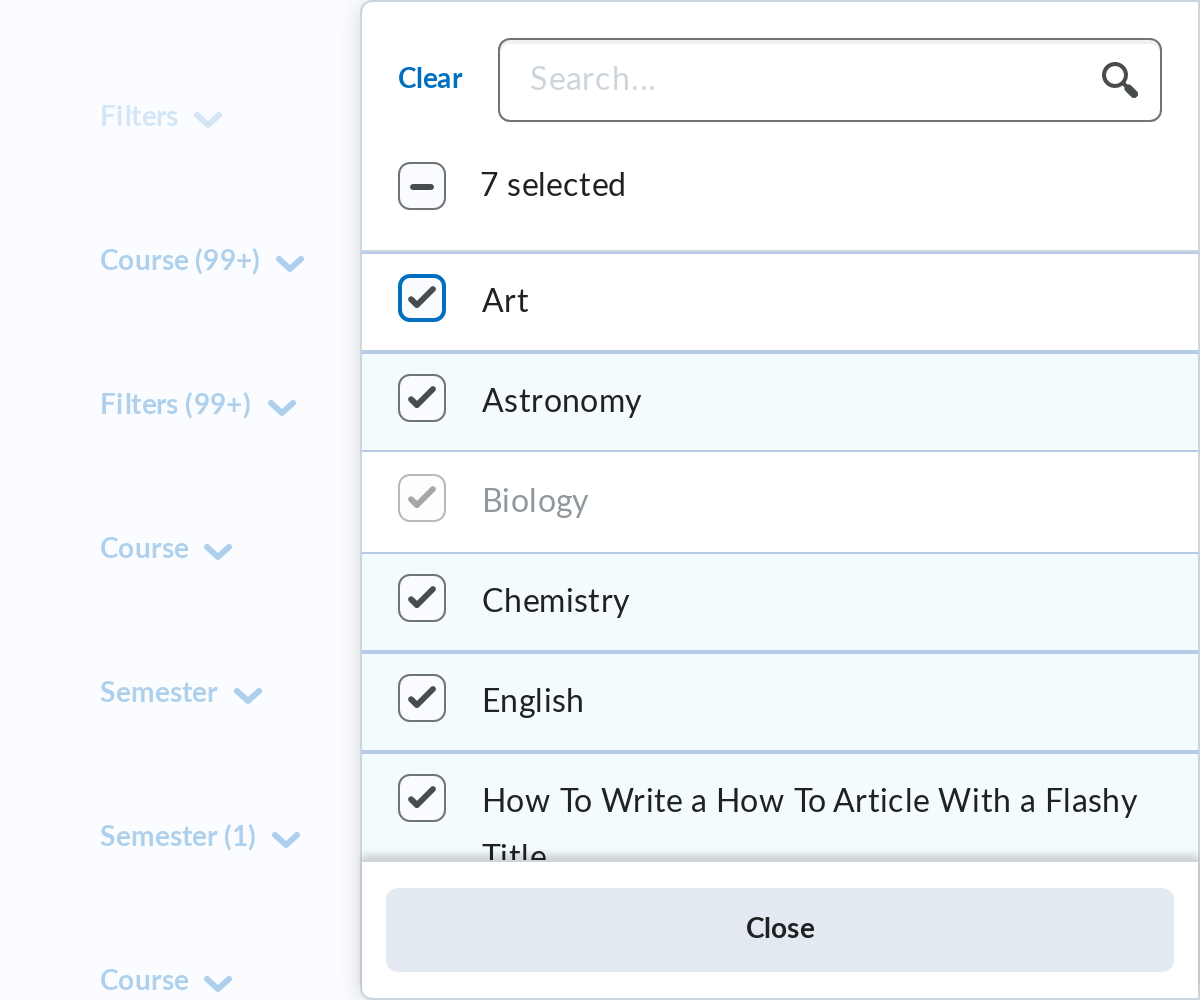 Filters
Course (99+)
Filters (99+)
Course
Semester
Semester (1)
Course
Clear
Search...
7 selected
Art
Astronomy
Biology
Chemistry
English
How To Write a How To Article With a Flashy
Title
Close